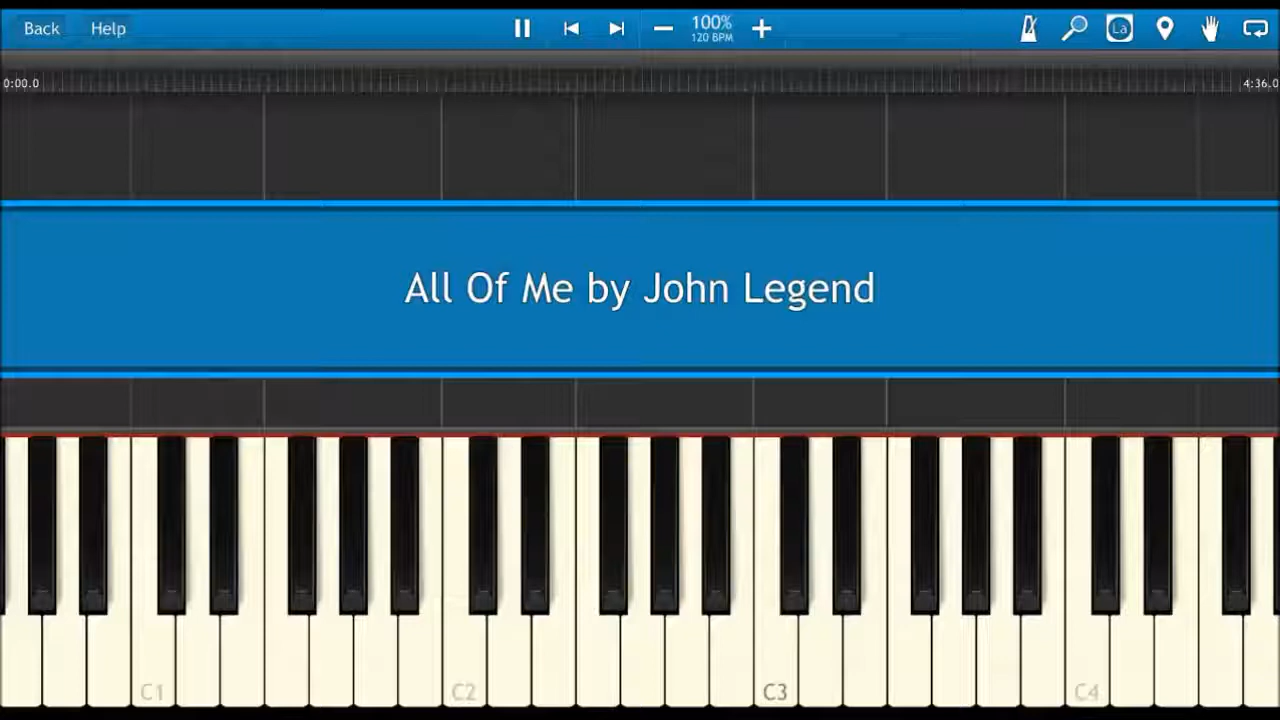 Back Help 100% La
120 BPM
0:00.0 4:36.0
All Of Me by John Legend
C1 C2 C3 C4